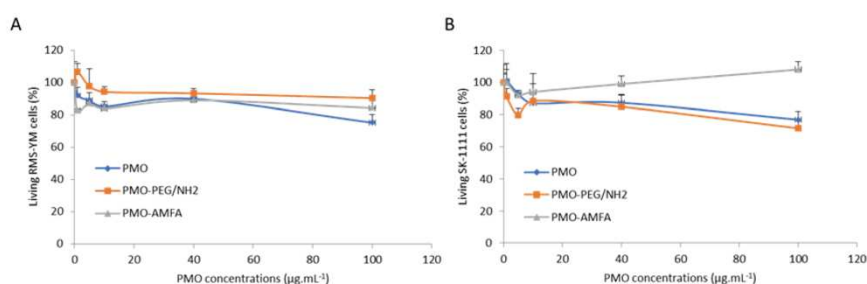 A
Living RMS-YM cells (%)
120
100
80
60
40
20
0
PMO
PMO-PEG/NH2
PMO-AMFA
0 20 40 60 80 100 120
PMO concentrations (µg.mL⁻¹)
B
Living SK-1111 cells (%)
120
100
80
60
40
20
0
PMO
PMO-PEG/NH2
PMO-AMFA
0 20 40 60 80 100 120
PMO concentrations (µg.mL⁻¹)